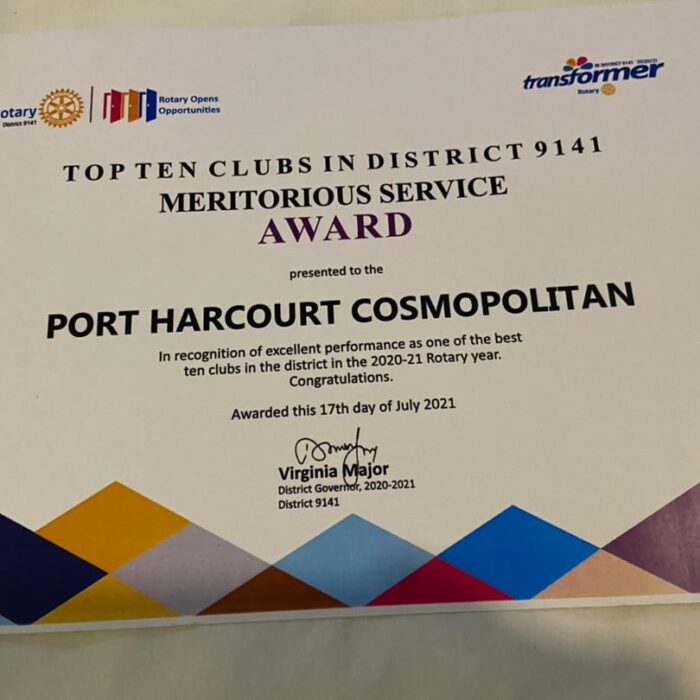 otary
District 9141
Rotary Opens
Opportunities
transformer
Rotary
TOP TEN CLUBS IN DISTRICT 9141
MERITORIOUS SERVICE
AWARD
presented to the
PORT HARCOURT COSMOPOLITAN
In recognition of excellent performance as one of the best
ten clubs in the district in the 2020-21 Rotary year.
Congratulations.
Awarded this 17th day of July 2021
Virginia Major
District Governor, 2020-2021
District 9141